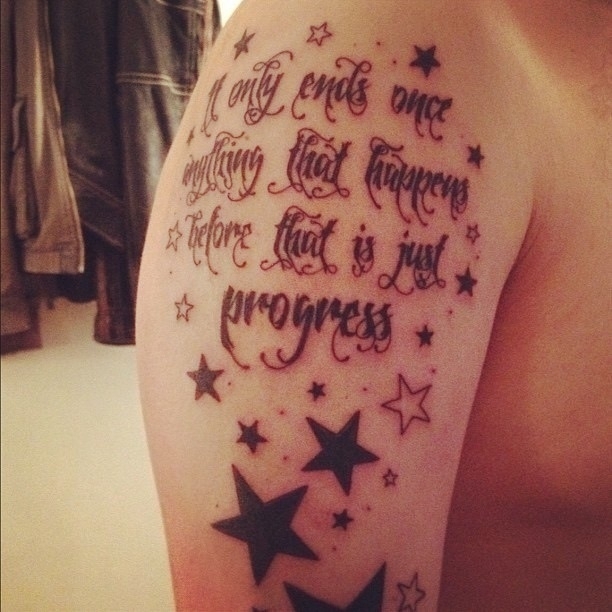 It only ends once
anything that happens
before that is just
progress